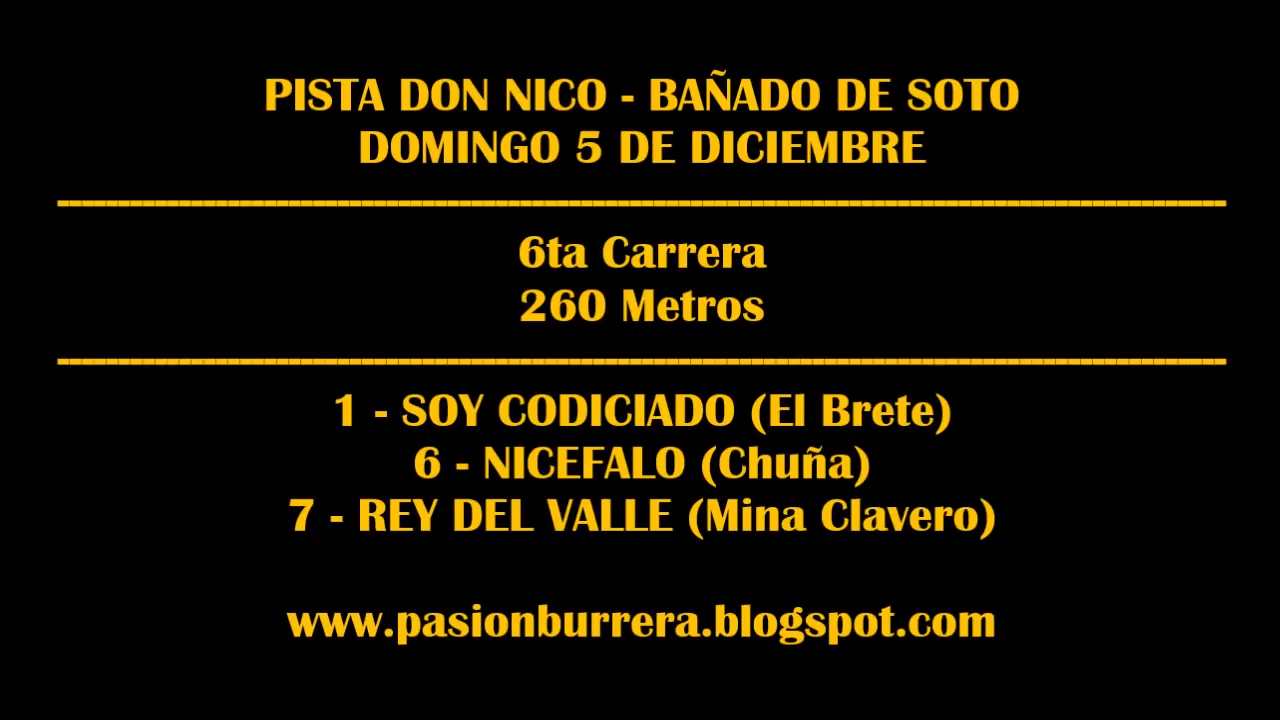 PISTA DON NICO - BAÑADO DE SOTO
DOMINGO 5 DE DICIEMBRE
6ta Carrera
260 Metros
1 - SOY CODICIADO (El Brete)
6 - NICEFALO (Chuña)
7 - REY DEL VALLE (Mina Clavero)
www.pasionburrera.blogspot.com